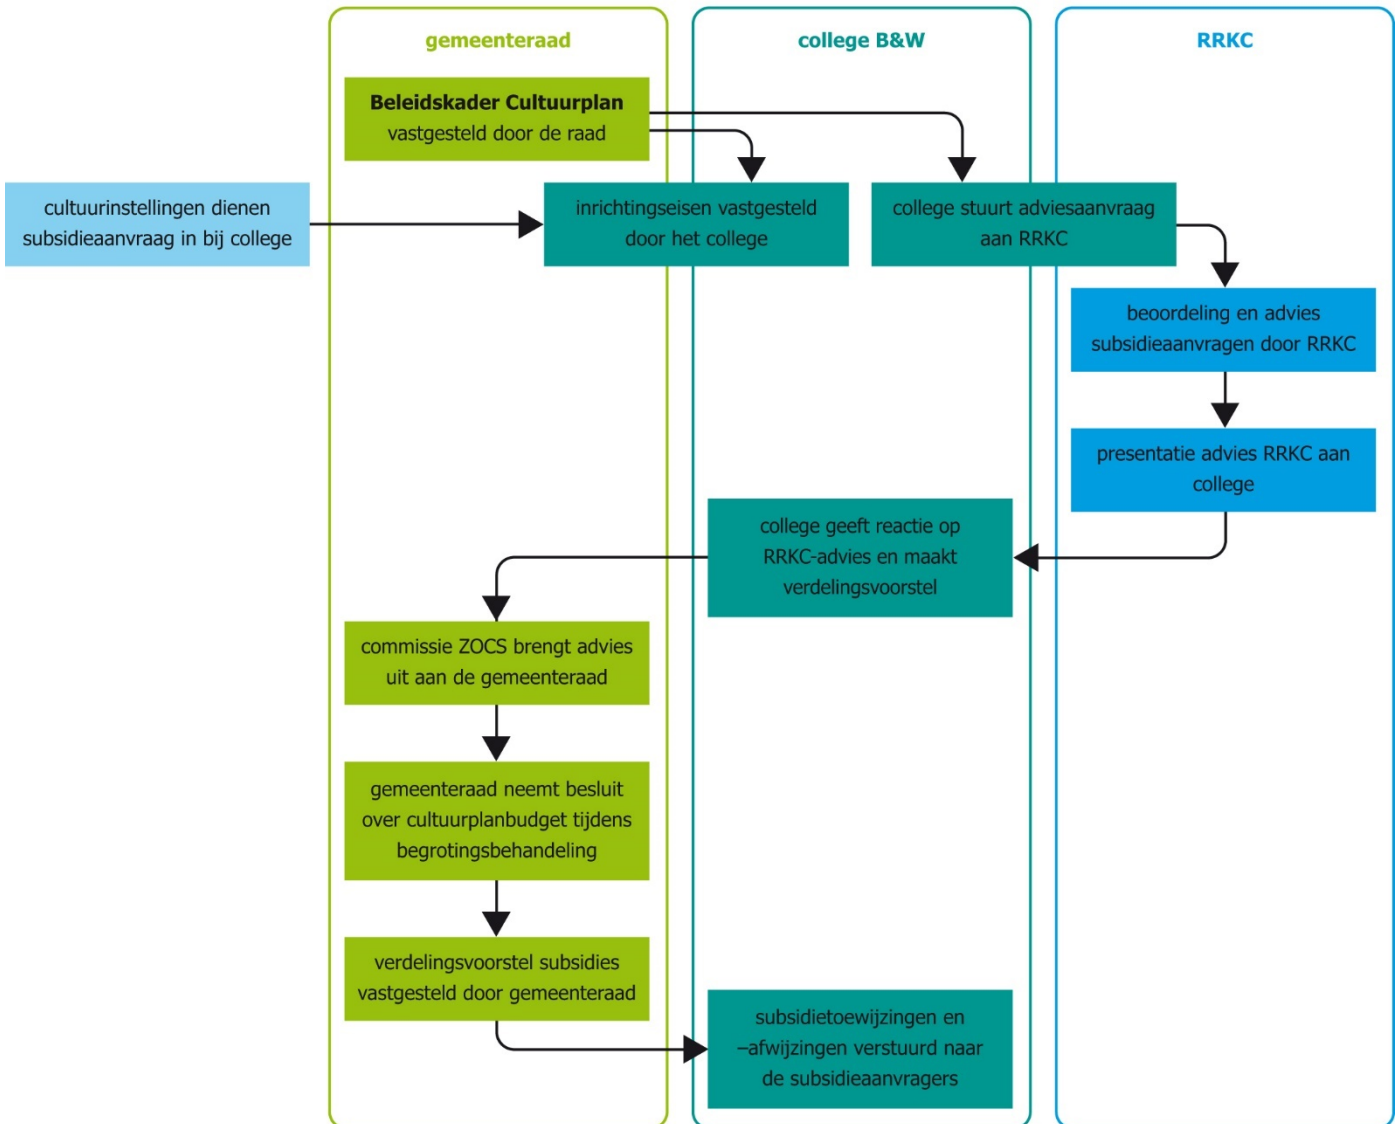 gemeenteraad
college B&W
RRKC
Beleidskader Cultuurplan
vastgesteld door de raad
cultuurinstellingen dienen
subsidieaanvraag in bij college
inrichtingseisen vastgesteld
door het college
college stuurt adviesaanvraag
aan RRKC
beoordeling en advies
subsidieaanvragen door RRKC
presentatie advies RRKC aan
college
college geeft reactie op
RRKC-advies en maakt
verdelingsvoorstel
commissie ZOCS brengt advies
uit aan de gemeenteraad
gemeenteraad neemt besluit
over cultuurplanbudget tijdens
begrotingsbehandeling
verdelingsvoorstel subsidies
vastgesteld door gemeenteraad
subsidietoewijzingen en
–afwijzingen verstuurd naar
de subsidieaanvragers